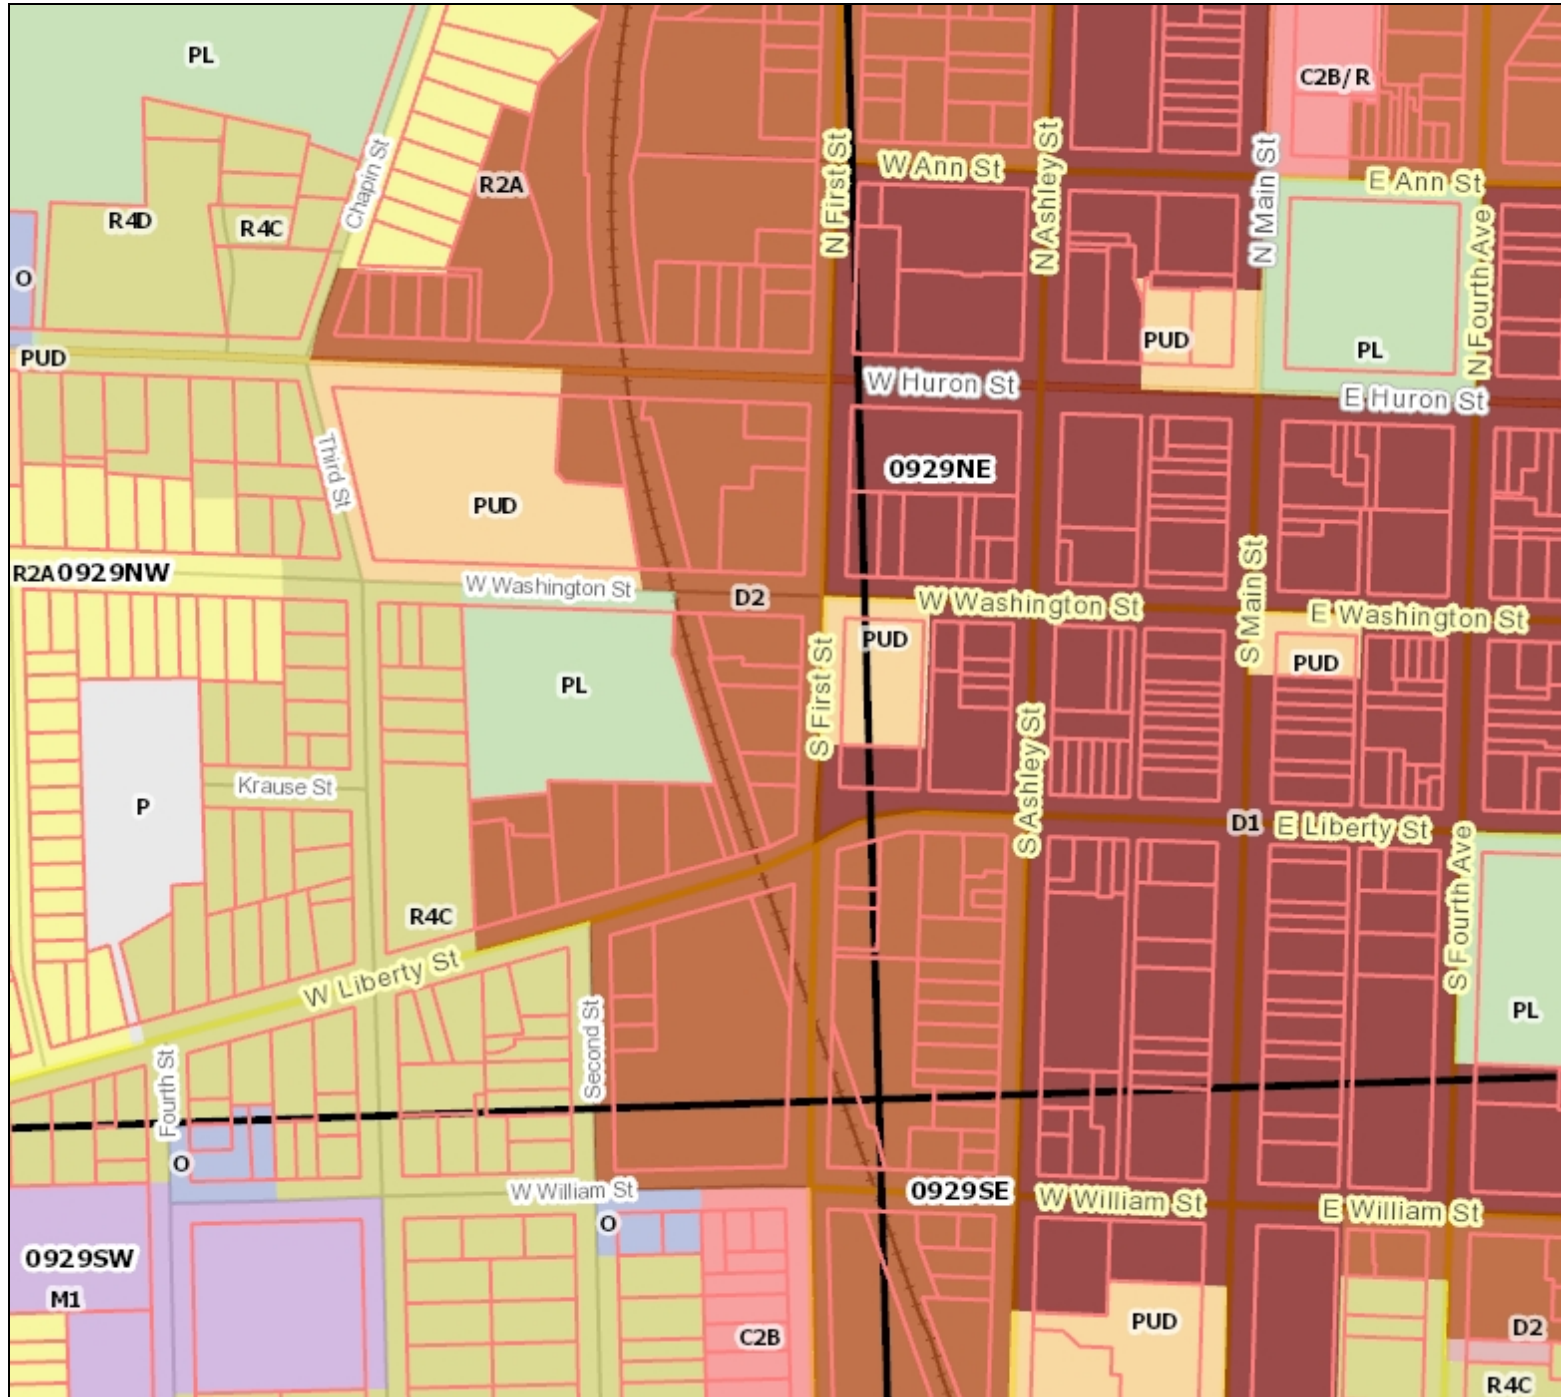 PL
C2B/R
Chapin St
N First St
W Ann St
N Ashley St
N Main St
E Ann St
R2A
R4D
R4C
N Fourth Ave
O
PUD
PUD
PL
W Huron St
E Huron St
Third St
0929NE
PUD
R2A
0929NW
W Washington St
D2
W Washington St
S Main St
E Washington St
PL
S First St
PUD
PUD
Krause St
P
S Ashley St
D1
E Liberty St
R4C
S Fourth Ave
W Liberty St
Second St
PL
Fourth St
O
W William St
0929SE
W William St
E William St
O
0929SW
M1
C2B
PUD
D2
R4C